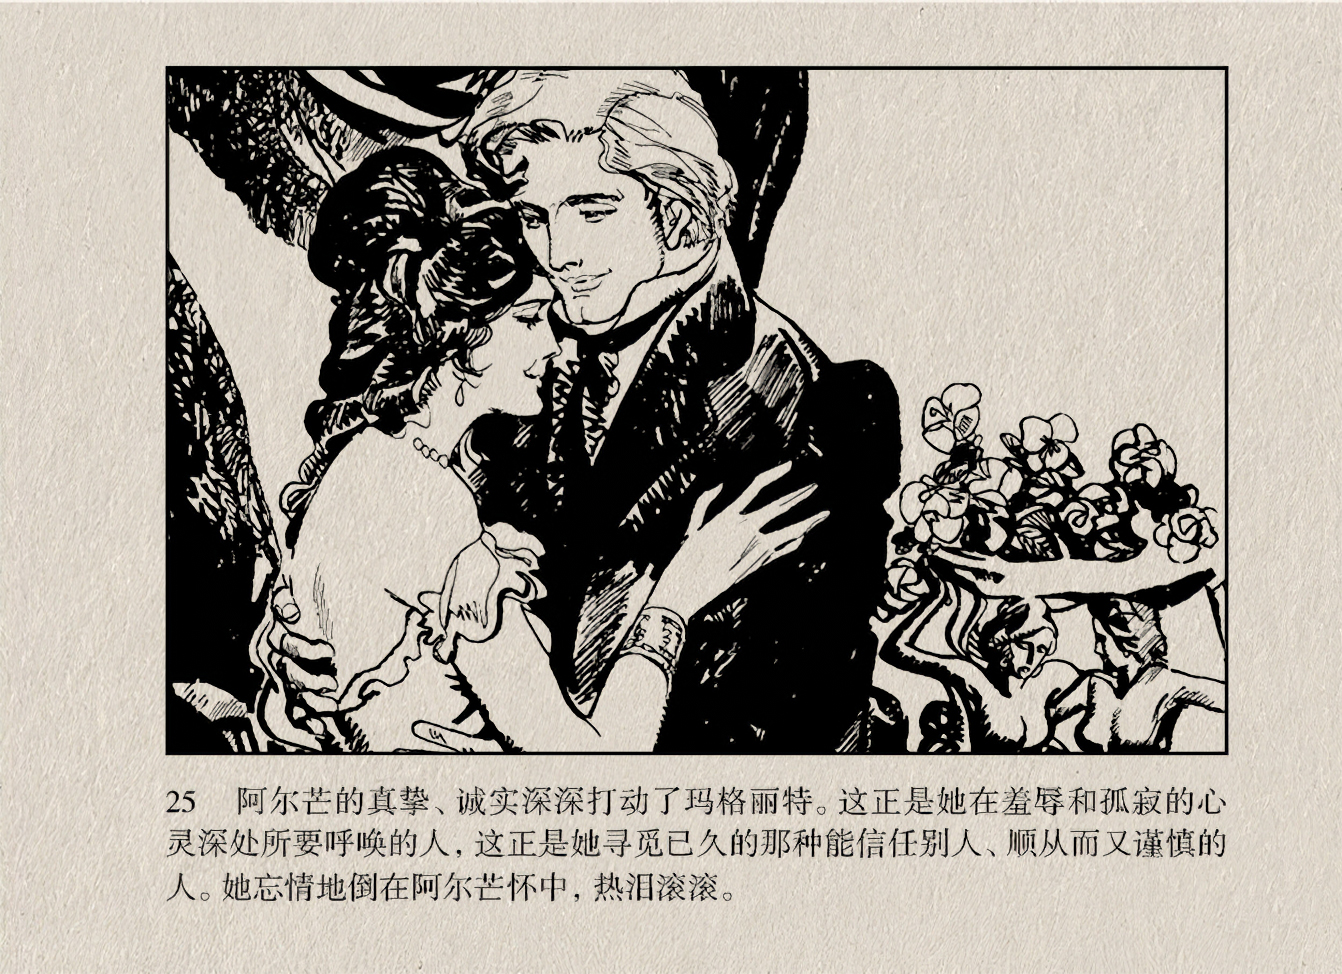 25 阿尔芒的真挚、诚实深深打动了玛格丽特。这正是她在羞辱和孤寂的心
灵深处所要呼唤的人，这正是她寻觅已久的那种能信任别人、顺从而又谨慎的
人。她忘情地倒在阿尔芒怀中，热泪滚滚。